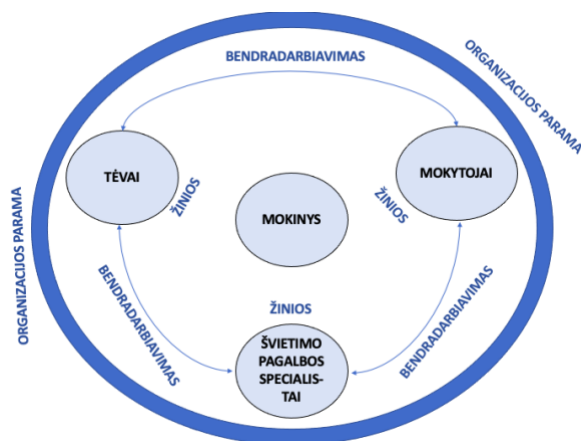 BENDRADARBIAVIMAS
ORGANIZACIJOS PARAMA
TĖVAI
ŽINIOS
MOKYTOJAI
ŽINIOS
MOKINYS
ORGANIZACIJOS PARAMA
BENDRADARBIAVIMAS
ŽINIOS
BENDRADARBIAVIMAS
ŠVIETIMO
PAGALBOS
SPECIALIS-
TAI